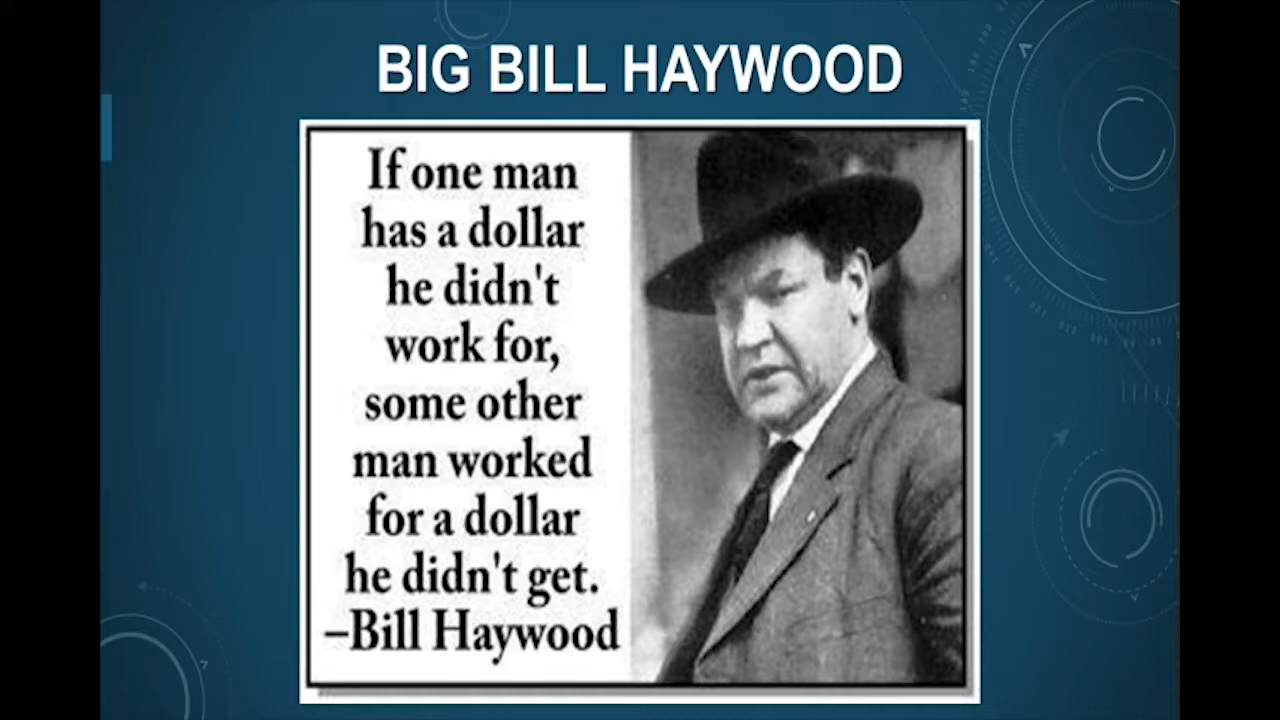 BIG BILL HAYWOOD
If one man
has a dollar
he didn't
work for,
some other
man worked
for a dollar
he didn't get.
–Bill Haywood